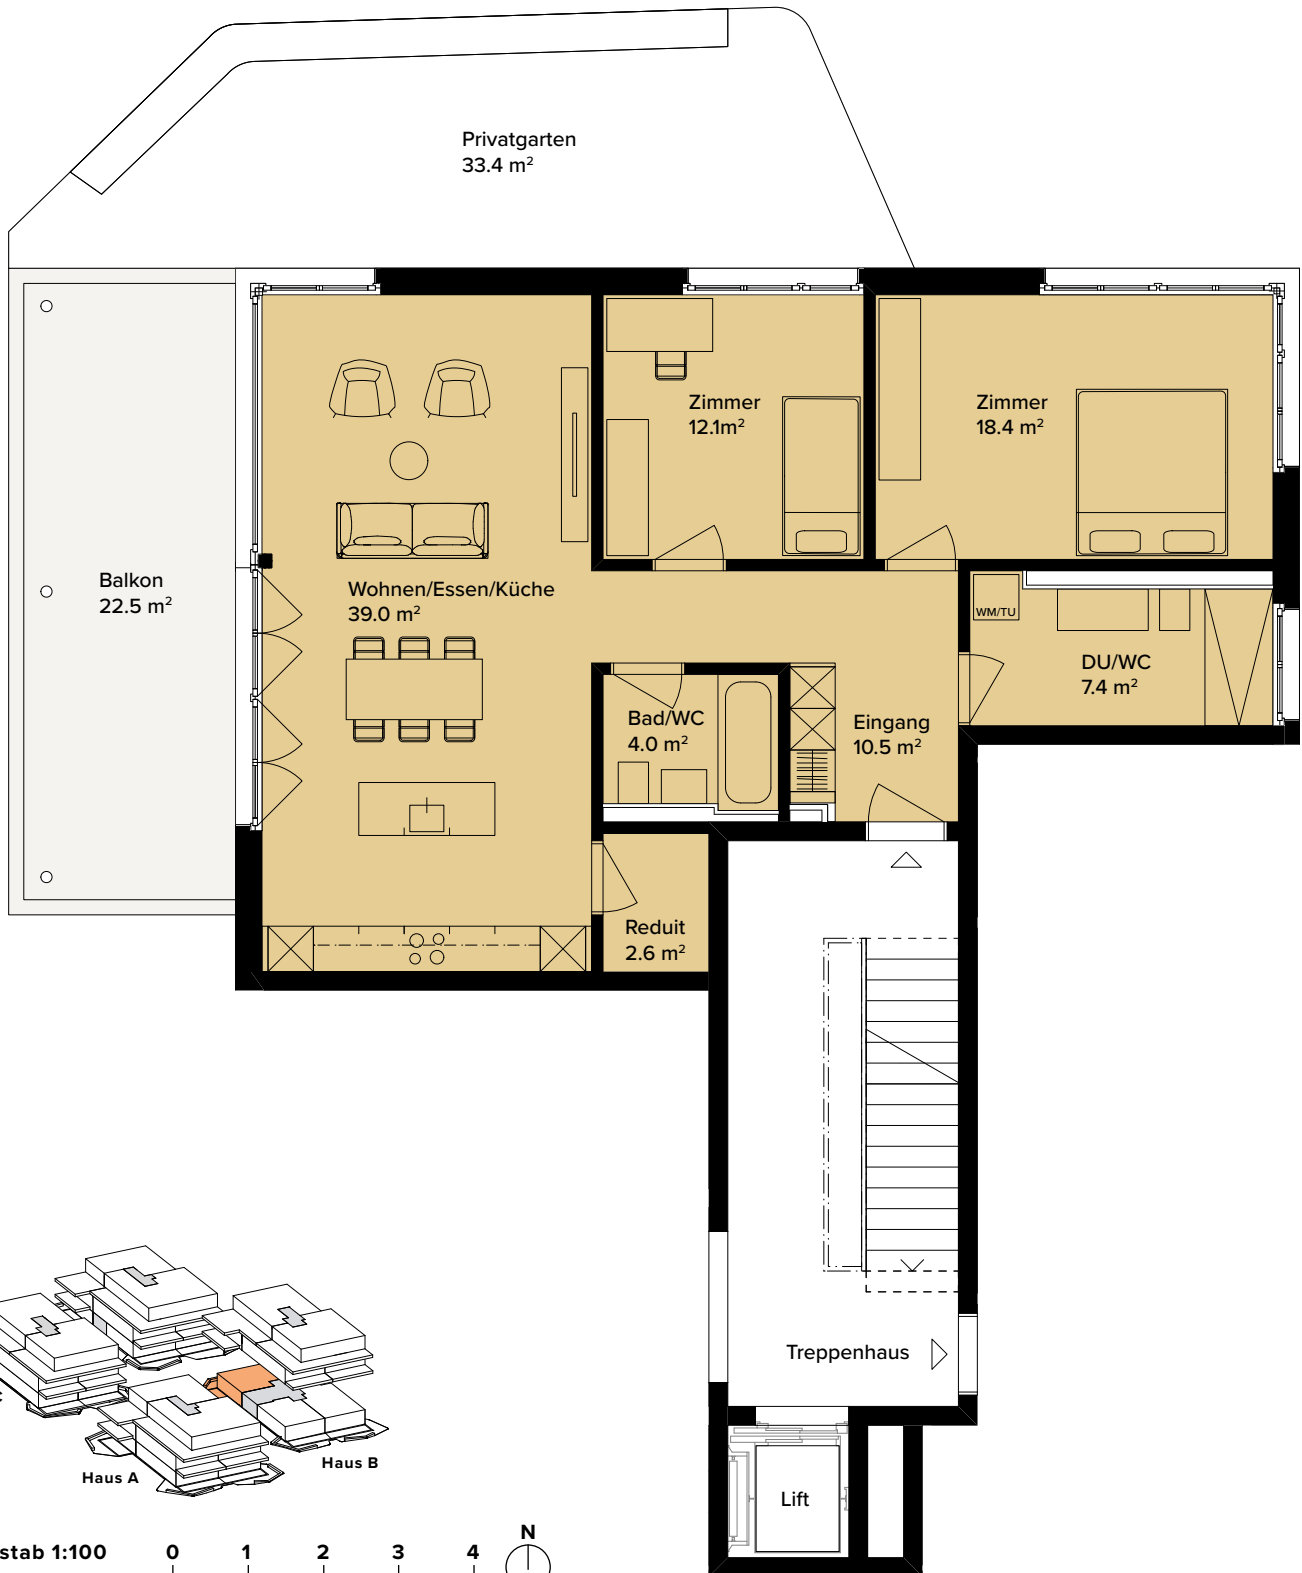 Privatgarten
33.4 m²
Zimmer
12.1m²
Zimmer
18.4 m²
Balkon
22.5 m²
Wohnen/Essen/Küche
39.0 m²
WM/TU
DU/WC
7.4 m²
Bad/WC
4.0 m²
Eingang
10.5 m²
Reduit
2.6 m²
Treppenhaus
Lift
Haus A
Haus B
stab 1:100
0 1 2 3 4
N